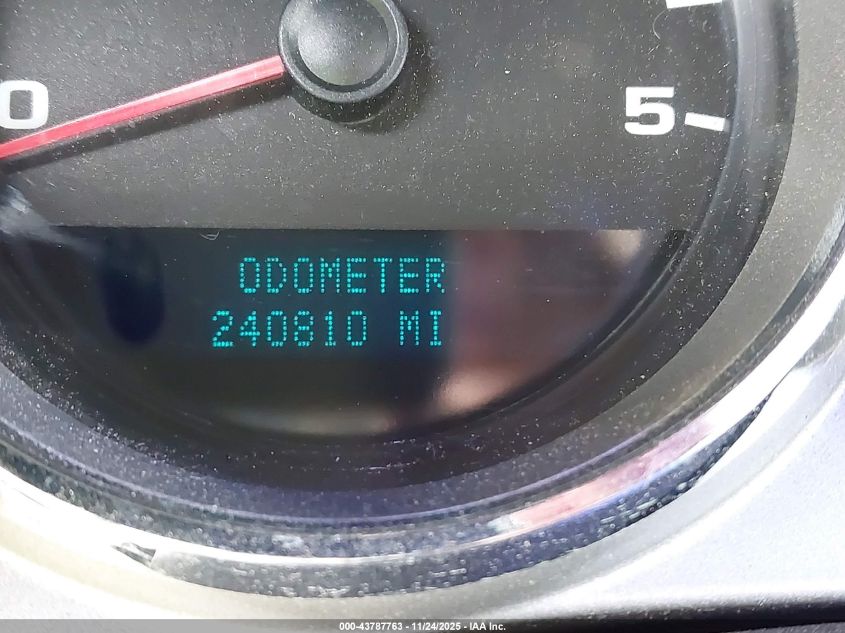 0
5
ODOMETER
240810 MI
000-43787763 - 11/24/2025 - IAA Inc.